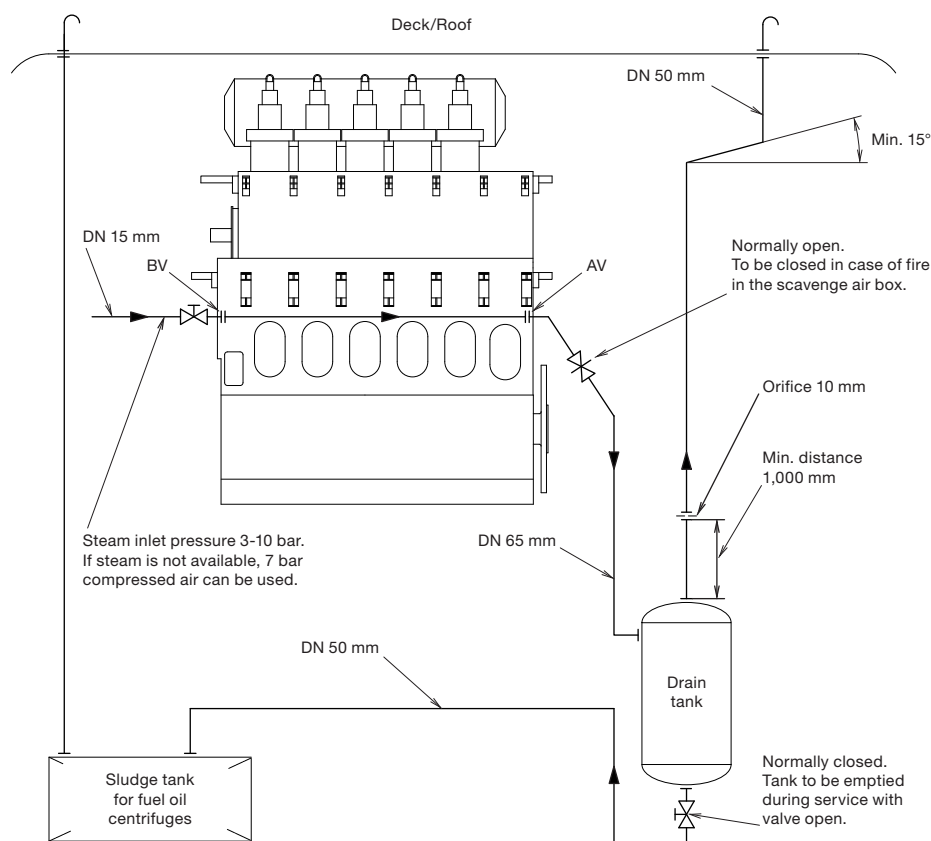 Deck/Roof
DN 50 mm
Min. 15°
DN 15 mm
BV
AV
Normally open.
To be closed in case of fire
in the scavenge air box.
Orifice 10 mm
Min. distance
1,000 mm
Steam inlet pressure 3-10 bar.
If steam is not available, 7 bar
compressed air can be used.
DN 65 mm
DN 50 mm
Drain
tank
Sludge tank
for fuel oil
centrifuges
Normally closed.
Tank to be emptied
during service with
valve open.